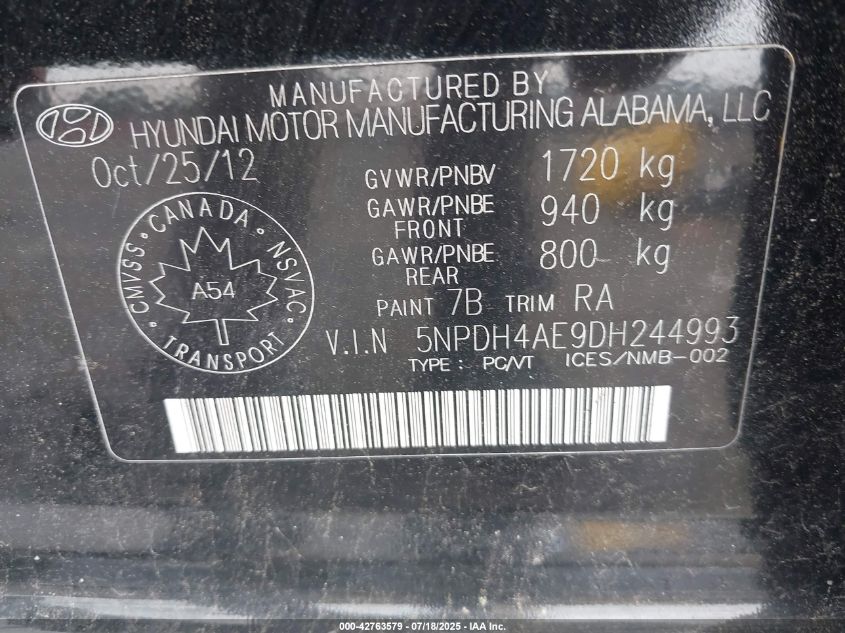 MANUFACTURED BY
HYUNDAI MOTOR MANUFACTURING ALABAMA, LLC
Oct/25/12
GVWR/PNBV 1720 kg
GAWR/PNBE FRONT 940 kg
GAWR/PNBE REAR 800 kg
CANADA
CMVSS · NSVAC
A54
TRANSPORT
PAINT 7B TRIM RA
V.I.N 5NPDH4AE9DH244993
TYPE : PC/VT ICES/NMB-002
000-42763579 - 07/18/2025 - IAA Inc.